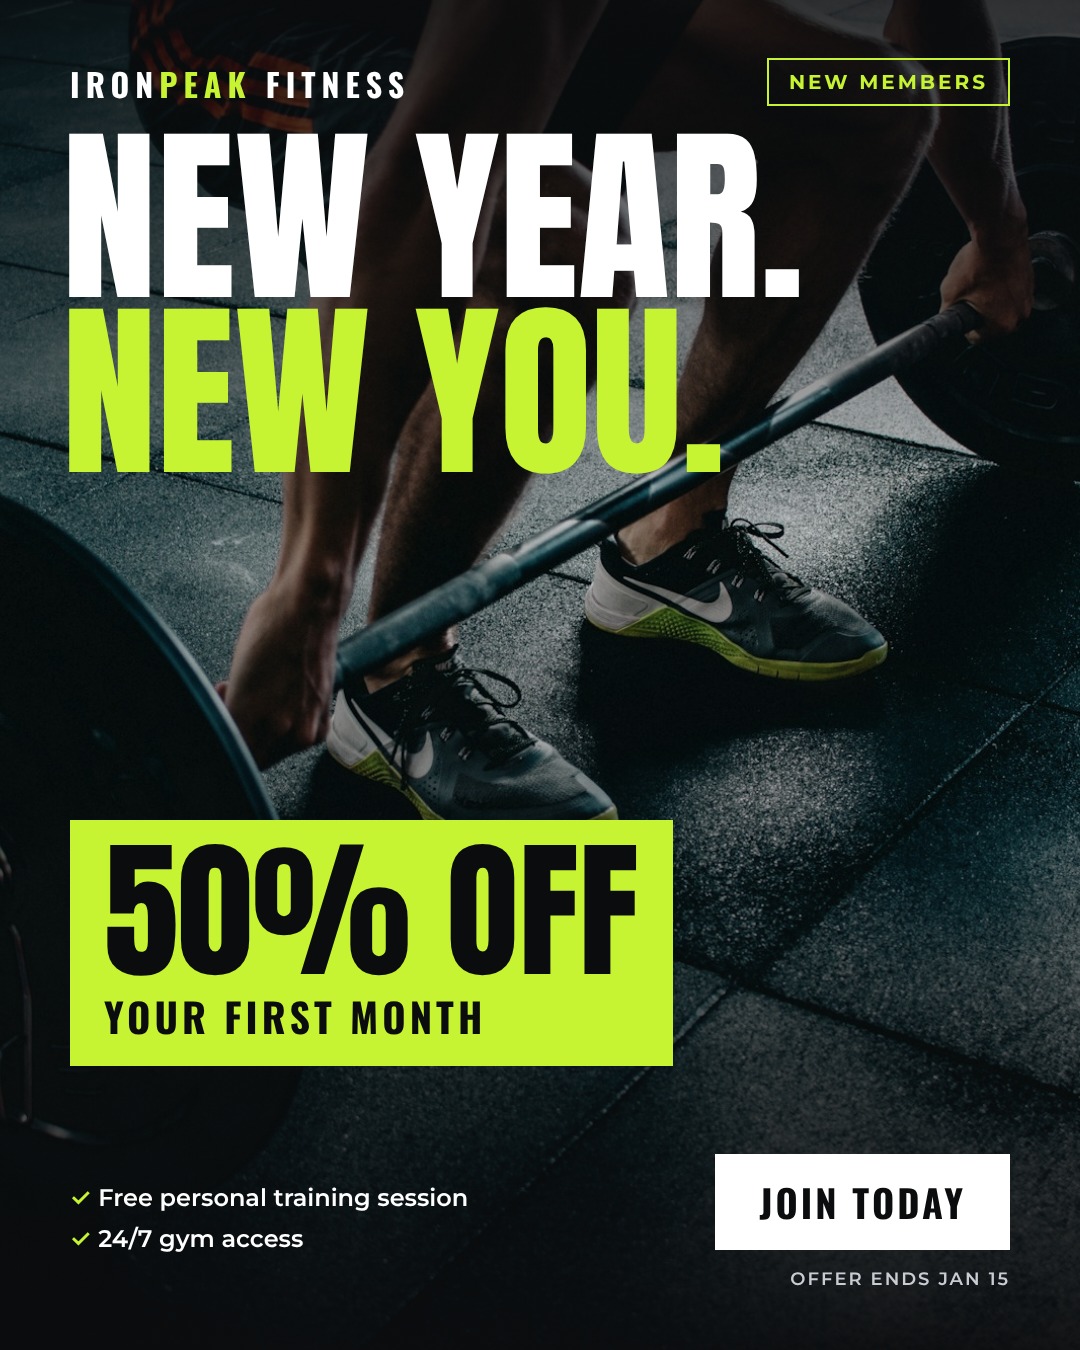 IRONPEAK FITNESS
NEW MEMBERS
NEW YEAR.
NEW YOU.
50% OFF
YOUR FIRST MONTH
Free personal training session
24/7 gym access
JOIN TODAY
OFFER ENDS JAN 15